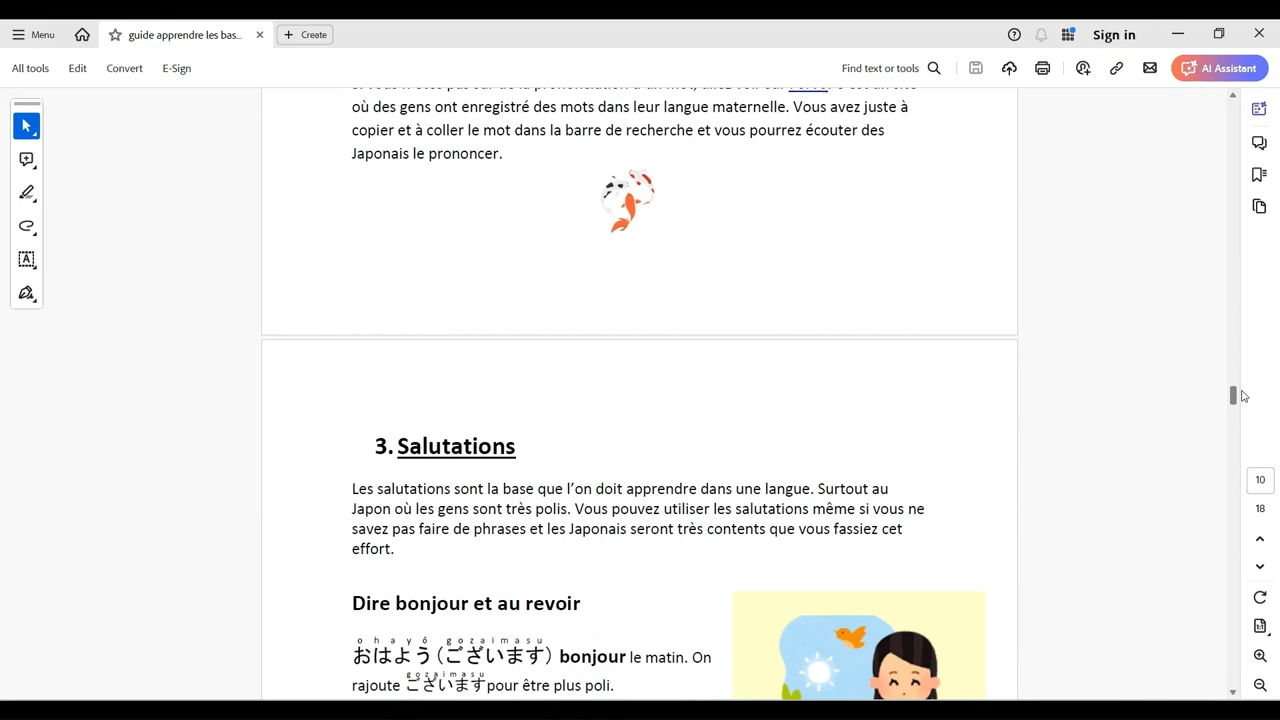 Menu
guide apprendre les bas...
Create
Sign in
All tools
Edit
Convert
E-Sign
Find text or tools
AI Assistant
où des gens ont enregistré des mots dans leur langue maternelle. Vous avez juste à
copier et à coller le mot dans la barre de recherche et vous pourrez écouter des
Japonais le prononcer.
3. Salutations
Les salutations sont la base que l’on doit apprendre dans une langue. Surtout au
Japon où les gens sont très polis. Vous pouvez utiliser les salutations même si vous ne
savez pas faire de phrases et les Japonais seront très contents que vous fassiez cet
effort.
Dire bonjour et au revoir
ohayô gozaimasu
おはよう(ございます) bonjour le matin. On
gozaimasu
rajoute ございます pour être plus poli.
10
18